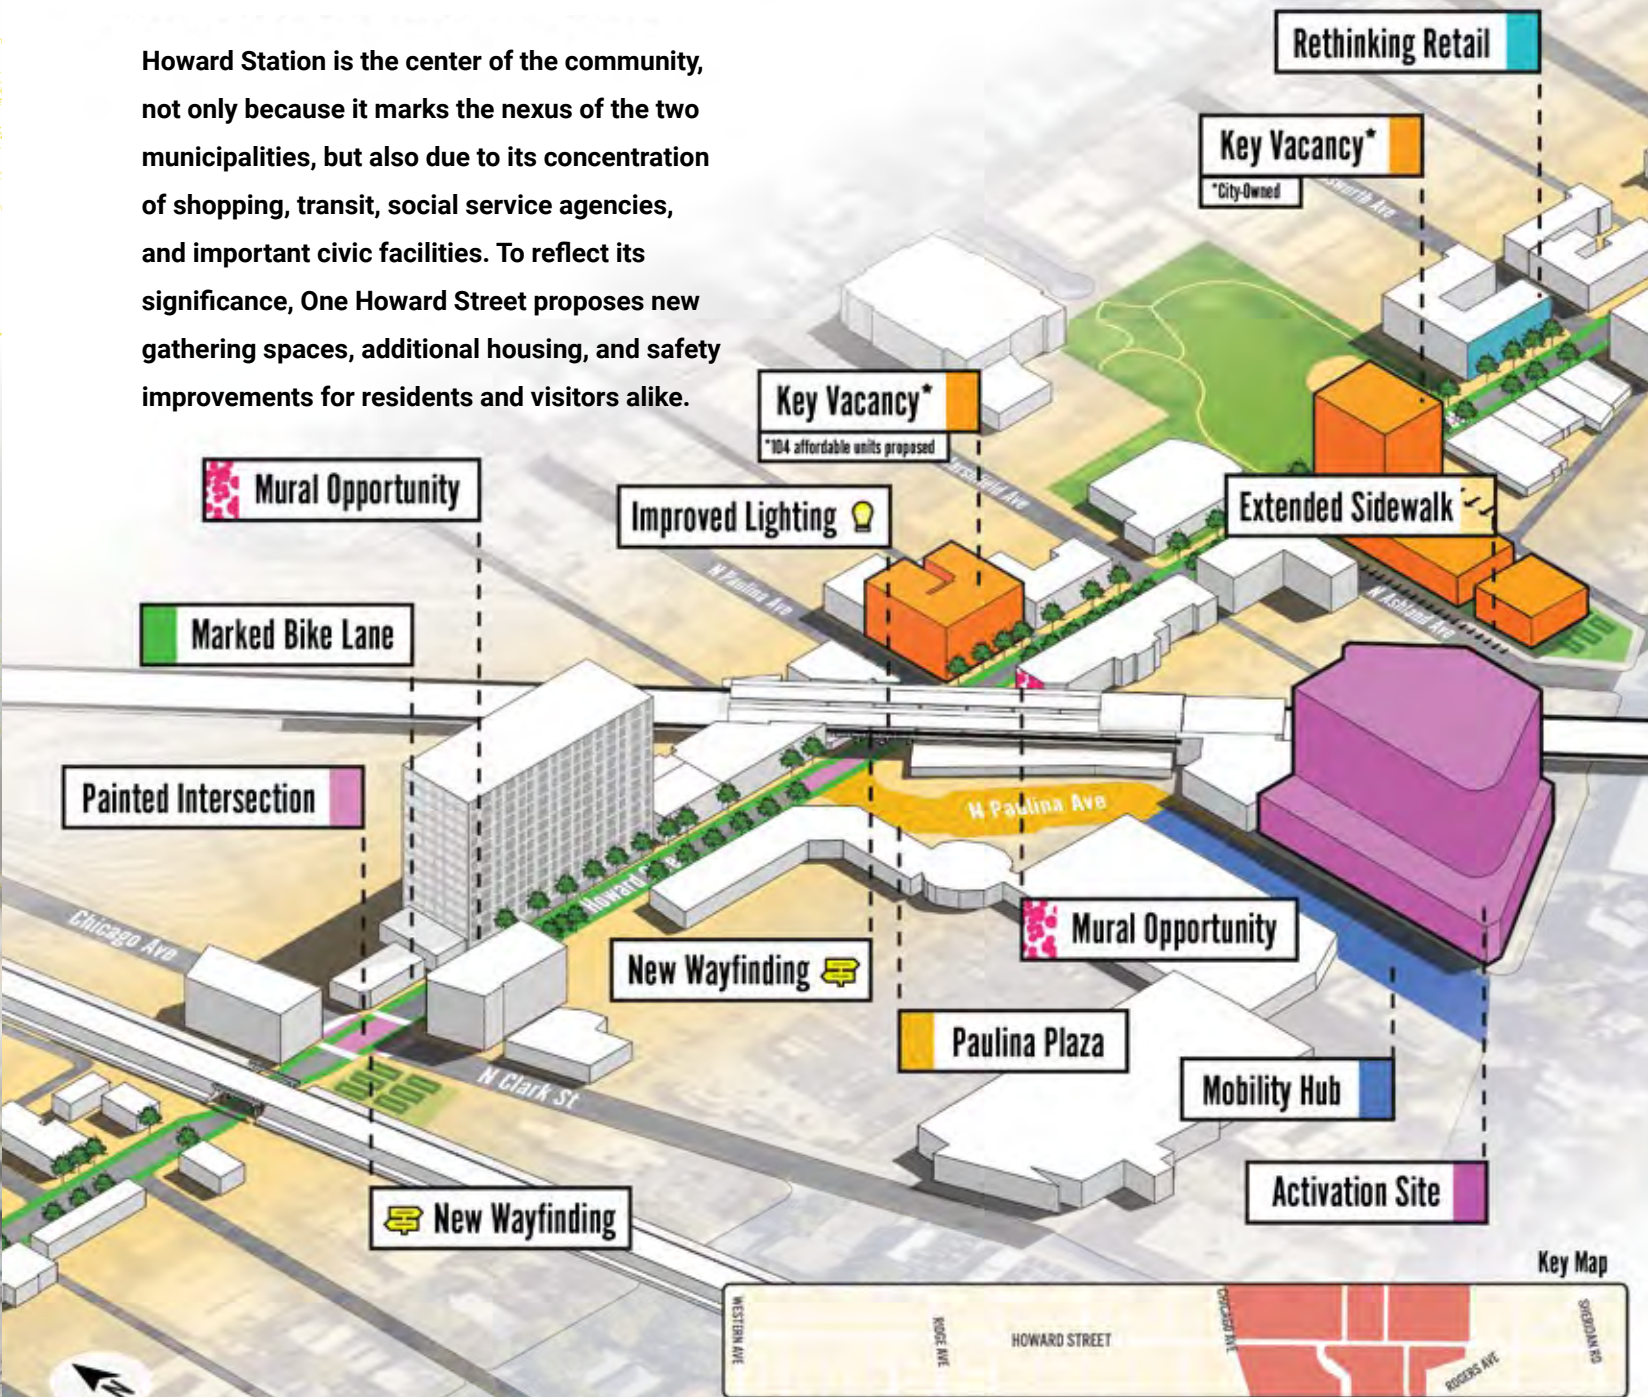 Howard Station is the center of the community,
not only because it marks the nexus of the two
municipalities, but also due to its concentration
of shopping, transit, social service agencies,
and important civic facilities. To reflect its
significance, One Howard Street proposes new
gathering spaces, additional housing, and safety
improvements for residents and visitors alike.
Rethinking Retail
Key Vacancy*
*City-Owned
Key Vacancy*
*104 affordable units proposed
Mural Opportunity
Improved Lighting
Extended Sidewalk
N Paulina Ave
N Ashland Ave
Marked Bike Lane
Painted Intersection
N Paulina Ave
Howard
Chicago Ave
Mural Opportunity
New Wayfinding
Paulina Plaza
Mobility Hub
N Clark St
Activation Site
New Wayfinding
Key Map
WESTERN AVE
RIDGE AVE
HOWARD STREET
CHICAGO AVE
ROGERS AVE
SHERIDAN RD
N